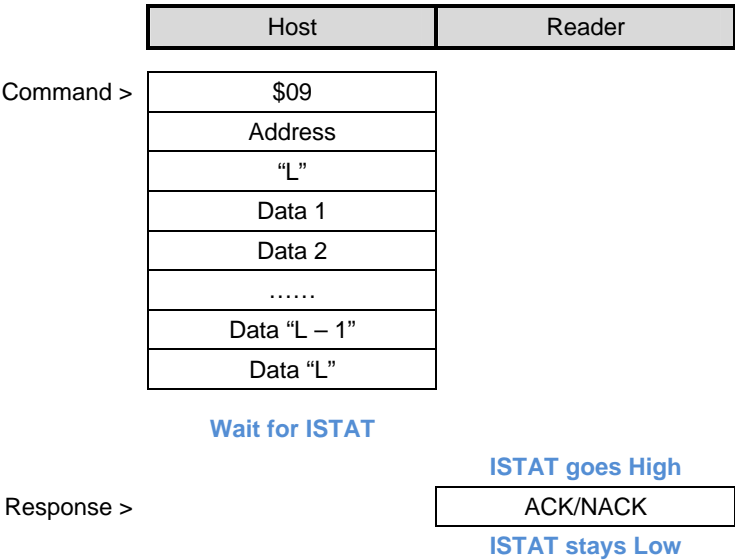 Host Reader
Command > $09
Address
“L”
Data 1
Data 2
……
Data “L – 1”
Data “L”
Wait for ISTAT
ISTAT goes High
Response > ACK/NACK
ISTAT stays Low